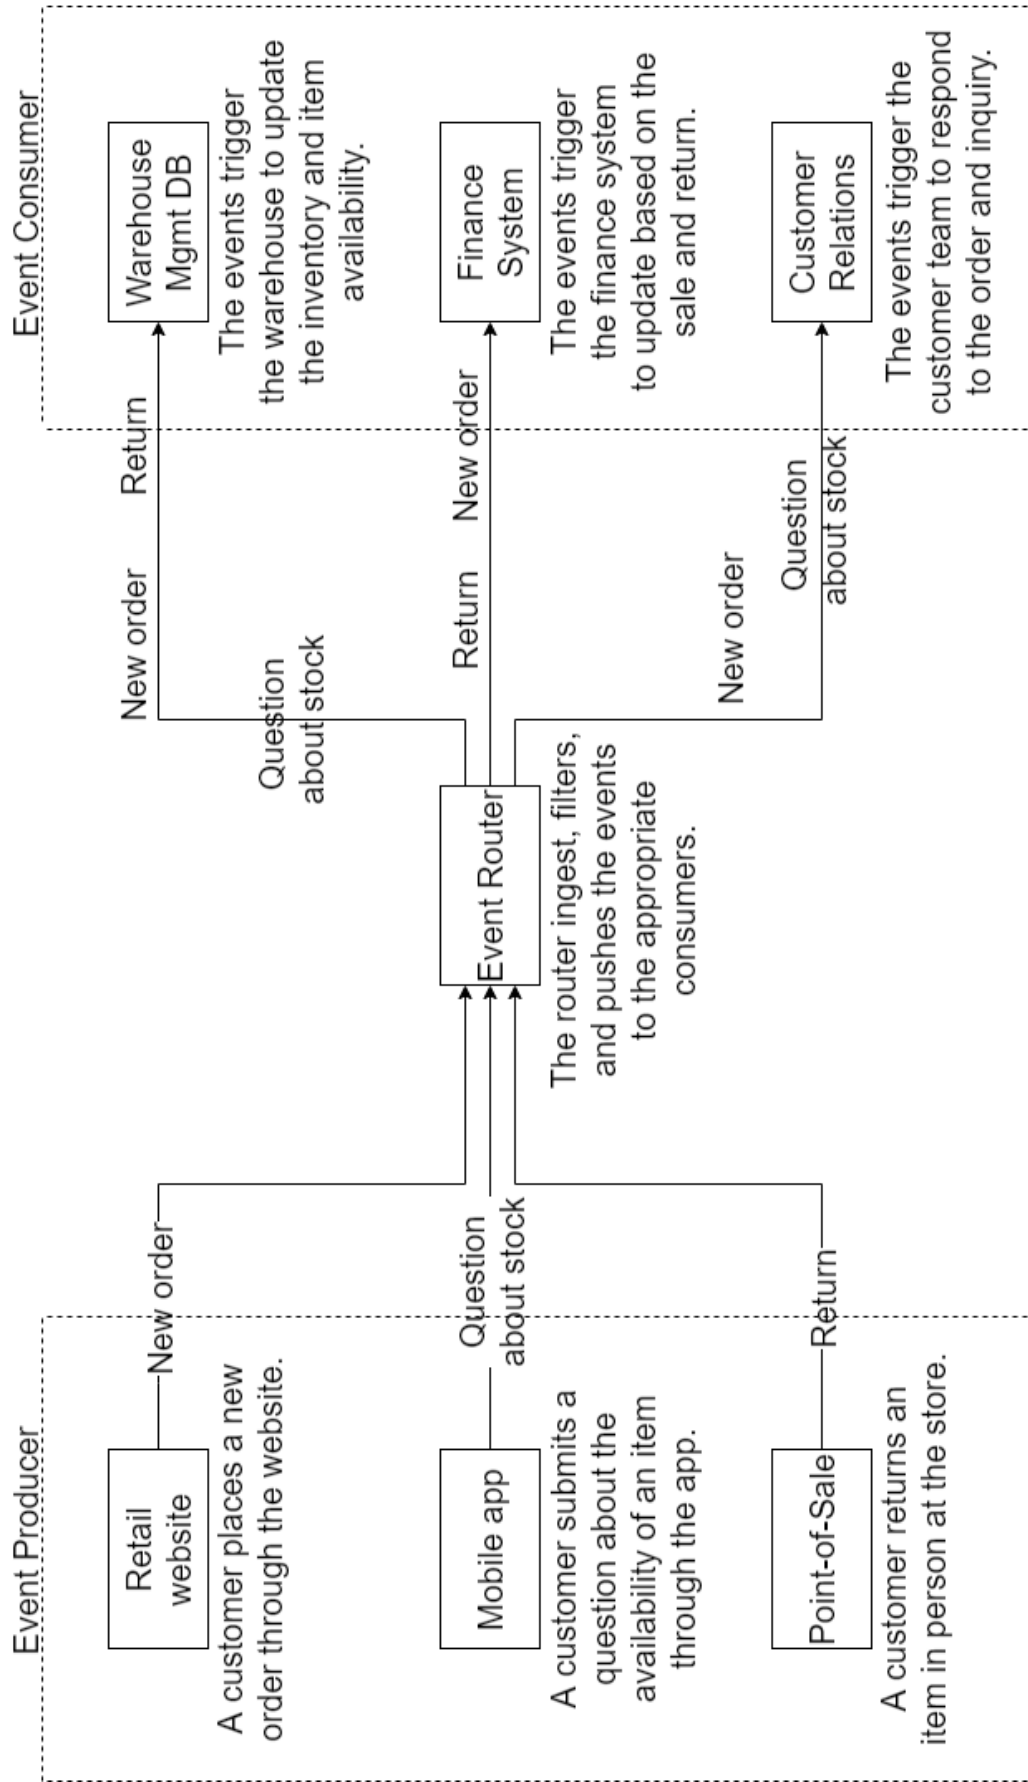 Event Producer
Retail
website
A customer places a new
order through the website.
Mobile app
A customer submits a
question about the
availability of an item
through the app.
Point-of-Sale
A customer returns an
item in person at the store.
New order
Question
about stock
Return
Event Router
The router ingest, filters,
and pushes the events
to the appropriate
consumers.
New order
Return
Question
about stock
Return
New order
New order
Question
about stock
Event Consumer
Warehouse
Mgmt DB
The events trigger
the warehouse to update
the inventory and item
availability.
Finance
System
The events trigger
the finance system
to update based on the
sale and return.
Customer
Relations
The events trigger the
customer team to respond
to the order and inquiry.